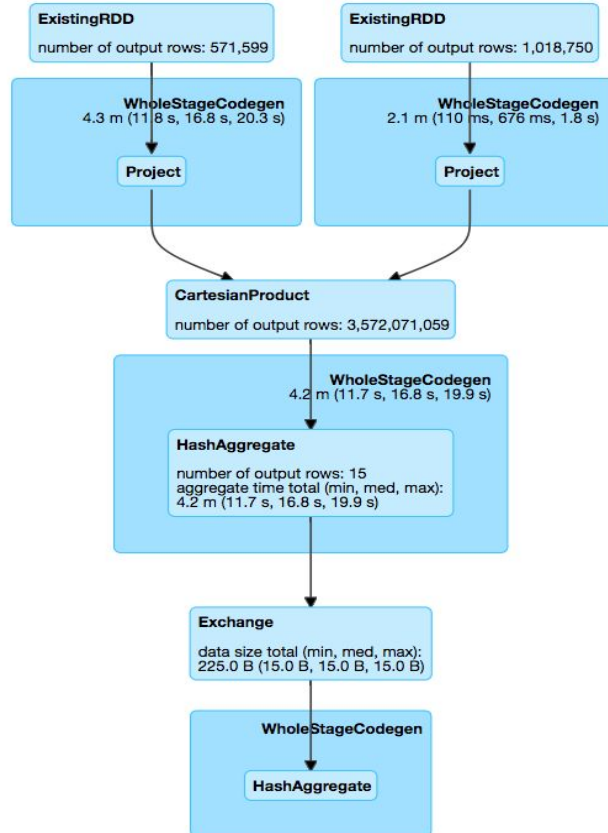 ExistingRDD
number of output rows: 571,599
ExistingRDD
number of output rows: 1,018,750
WholeStageCodegen
4.3 m (11.8 s, 16.8 s, 20.3 s)
Project
WholeStageCodegen
2.1 m (110 ms, 676 ms, 1.8 s)
Project
CartesianProduct
number of output rows: 3,572,071,059
WholeStageCodegen
4.2 m (11.7 s, 16.8 s, 19.9 s)
HashAggregate
number of output rows: 15
aggregate time total (min, med, max):
4.2 m (11.7 s, 16.8 s, 19.9 s)
Exchange
data size total (min, med, max):
225.0 B (15.0 B, 15.0 B, 15.0 B)
WholeStageCodegen
HashAggregate